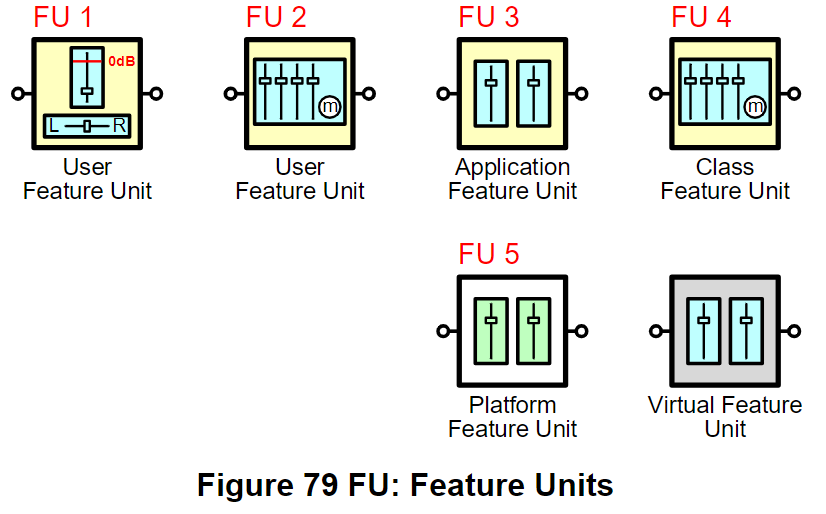 FU 1
FU 2
FU 3
FU 4
0dB
L R
m
m
User
Feature Unit
User
Feature Unit
Application
Feature Unit
Class
Feature Unit
FU 5
Platform
Feature Unit
Virtual Feature
Unit
Figure 79 FU: Feature Units